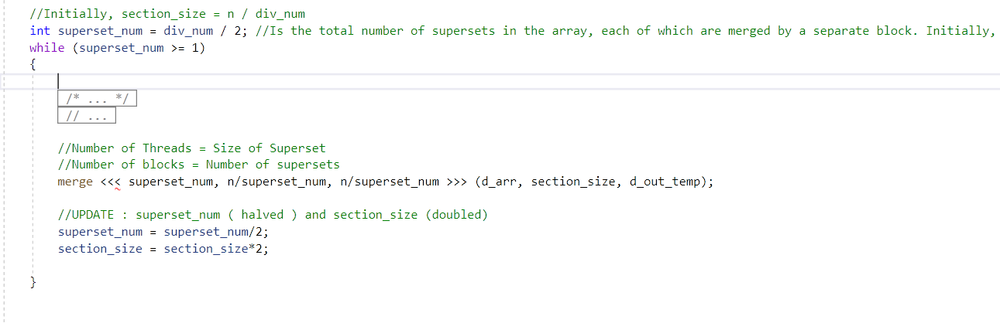 //Initially, section_size = n / div_num
int superset_num = div_num / 2; //Is the total number of supersets in the array, each of which are merged by a separate block. Initially,
while (superset_num >= 1)
{
/* ... */
// ...
//Number of Threads = Size of Superset
//Number of blocks = Number of supersets
merge <<< superset_num, n/superset_num, n/superset_num >>> (d_arr, section_size, d_out_temp);
//UPDATE : superset_num ( halved ) and section_size (doubled)
superset_num = superset_num/2;
section_size = section_size*2;
}